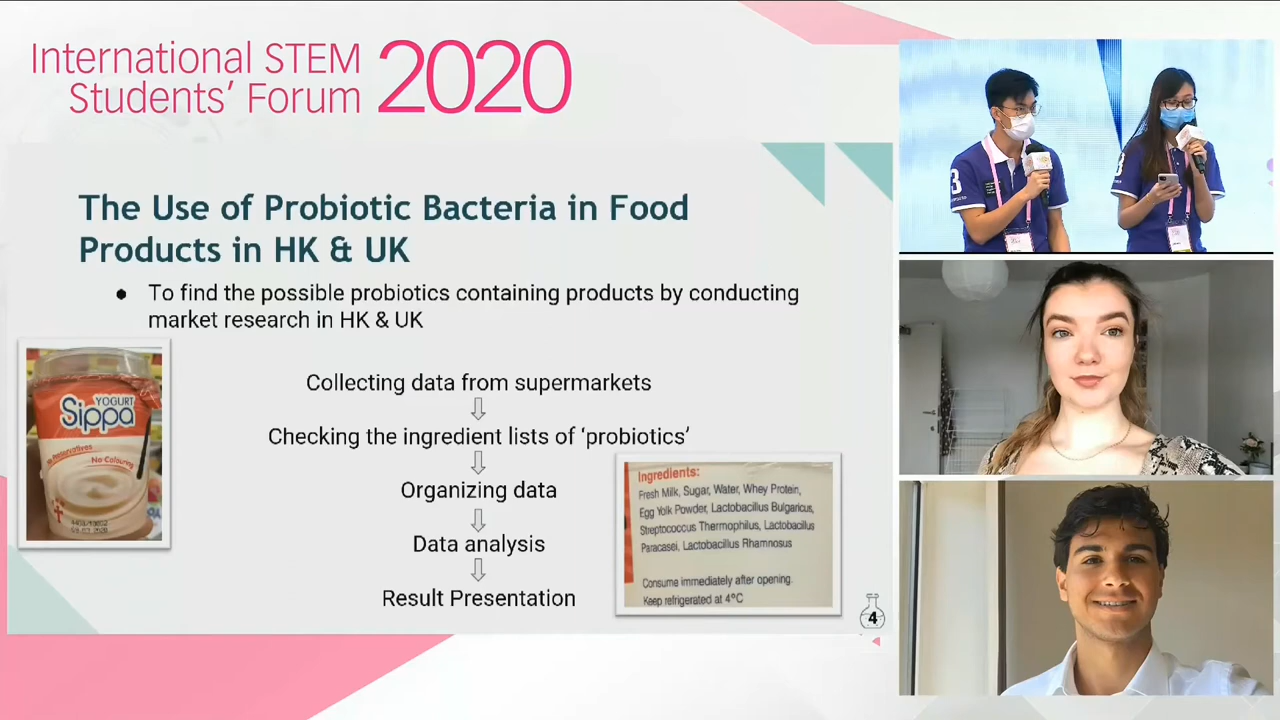 International STEM
Students' Forum
2020
The Use of Probiotic Bacteria in Food
Products in HK & UK
● To find the possible probiotics containing products by conducting
market research in HK & UK
Collecting data from supermarkets
Checking the ingredient lists of ‘probiotics’
Organizing data
Data analysis
Result Presentation
YOGURT
Sippa
No Preservatives
No Colouring
Ingredients:
Fresh Milk, Sugar, Water, Whey Protein,
Egg Yolk Powder, Lactobacillus Bulgaricus,
Streptococcus Thermophilus, Lactobacillus
Paracasei, Lactobacillus Rhamnosus
Consume immediately after opening.
Keep refrigerated at 4°C
4
3